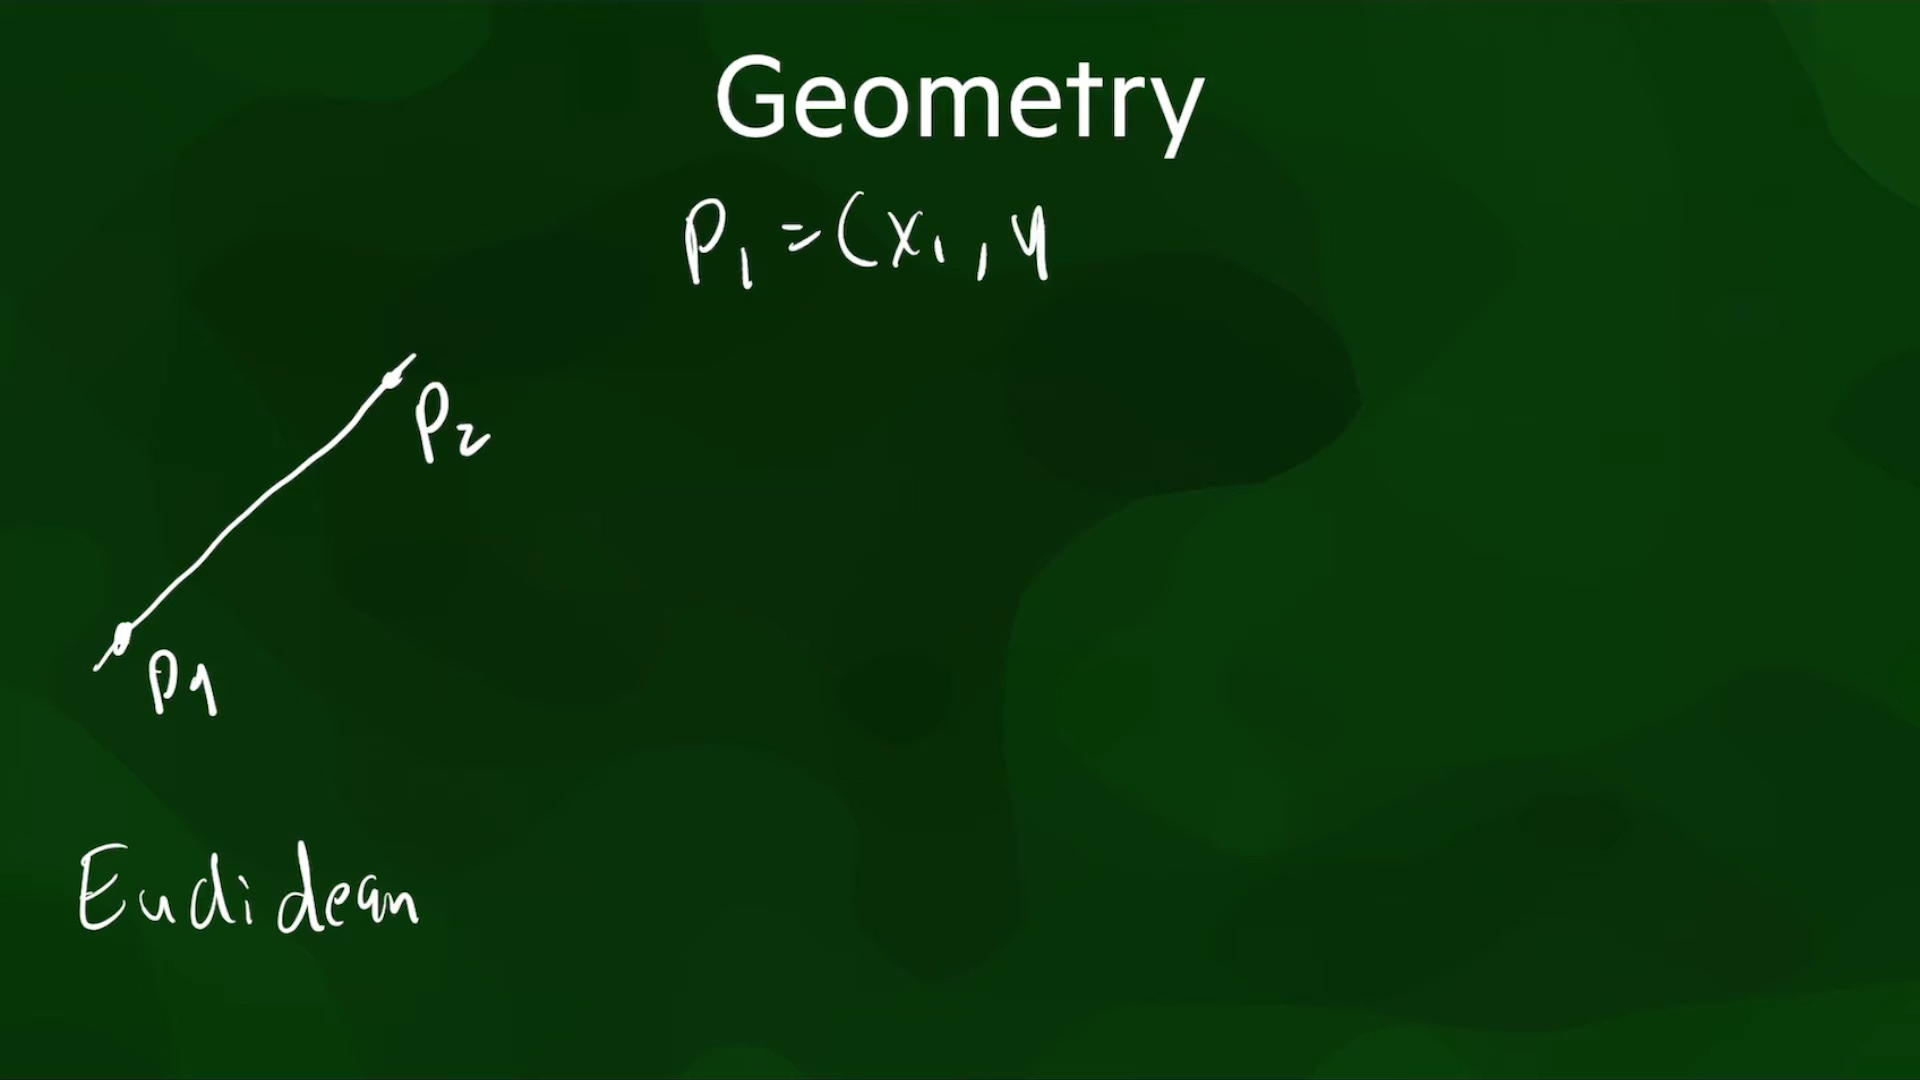 Geometry
P₁ = (x₁, y
P₂
P₁
Euclidean